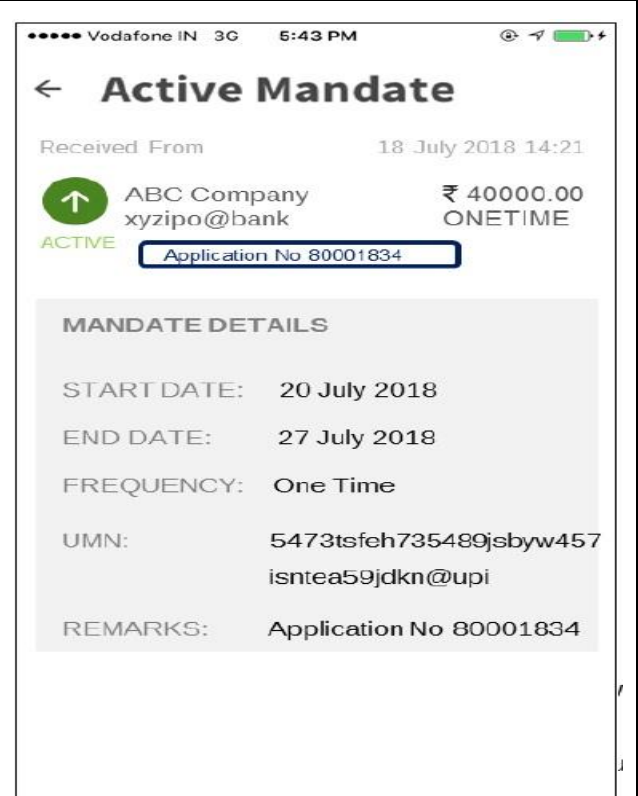 Vodafone IN 3G 5:43 PM
← Active Mandate
Received From 18 July 2018 14:21
ABC Company ₹ 40000.00
xyzipo@bank ONETIME
ACTIVE
Application No 80001834
MANDATE DETAILS
START DATE: 20 July 2018
END DATE: 27 July 2018
FREQUENCY: One Time
UMN: 5473tsfeh735489jsbyw457
isntea59jdkn@upi
REMARKS: Application No 80001834